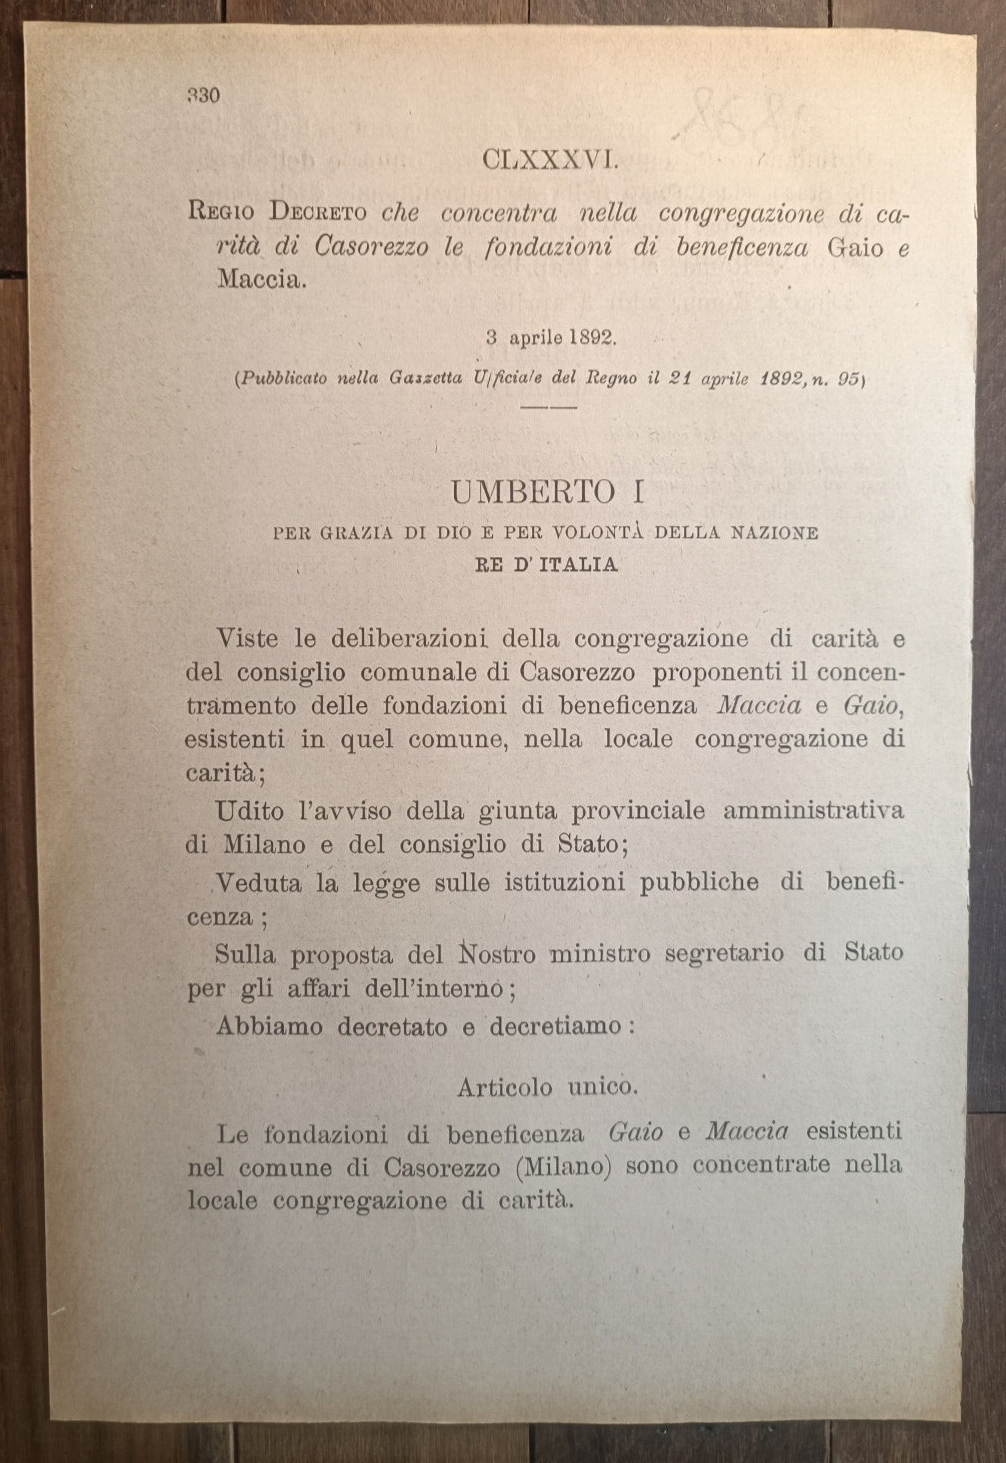 330
CLXXXVI.
REGIO DECRETO che concentra nella congregazione di ca-
rità di Casorezzo le fondazioni di beneficenza Gaio e
Maccia.
3 aprile 1892.
(Pubblicato nella Gazzetta Ufficiale del Regno il 21 aprile 1892, n. 95)
UMBERTO I
PER GRAZIA DI DIO E PER VOLONTÀ DELLA NAZIONE
RE D'ITALIA
Viste le deliberazioni della congregazione di carità e
del consiglio comunale di Casorezzo proponenti il concen-
tramento delle fondazioni di beneficenza Maccia e Gaio,
esistenti in quel comune, nella locale congregazione di
carità;
Udito l'avviso della giunta provinciale amministrativa
di Milano e del consiglio di Stato;
Veduta la legge sulle istituzioni pubbliche di benefi-
cenza;
Sulla proposta del Nostro ministro segretario di Stato
per gli affari dell'interno;
Abbiamo decretato e decretiamo:
Articolo unico.
Le fondazioni di beneficenza Gaio e Maccia esistenti
nel comune di Casorezzo (Milano) sono concentrate nella
locale congregazione di carità.